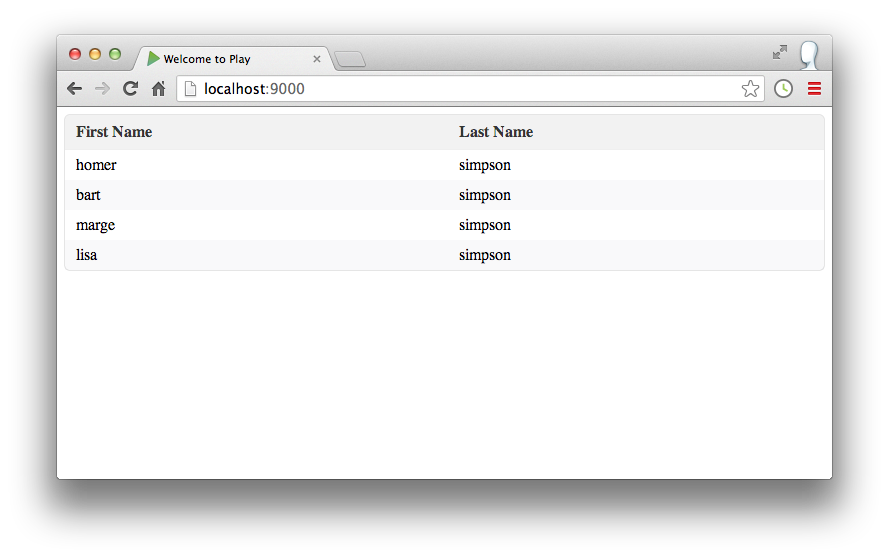 Welcome to Play
localhost:9000
First Name Last Name
homer simpson
bart simpson
marge simpson
lisa simpson